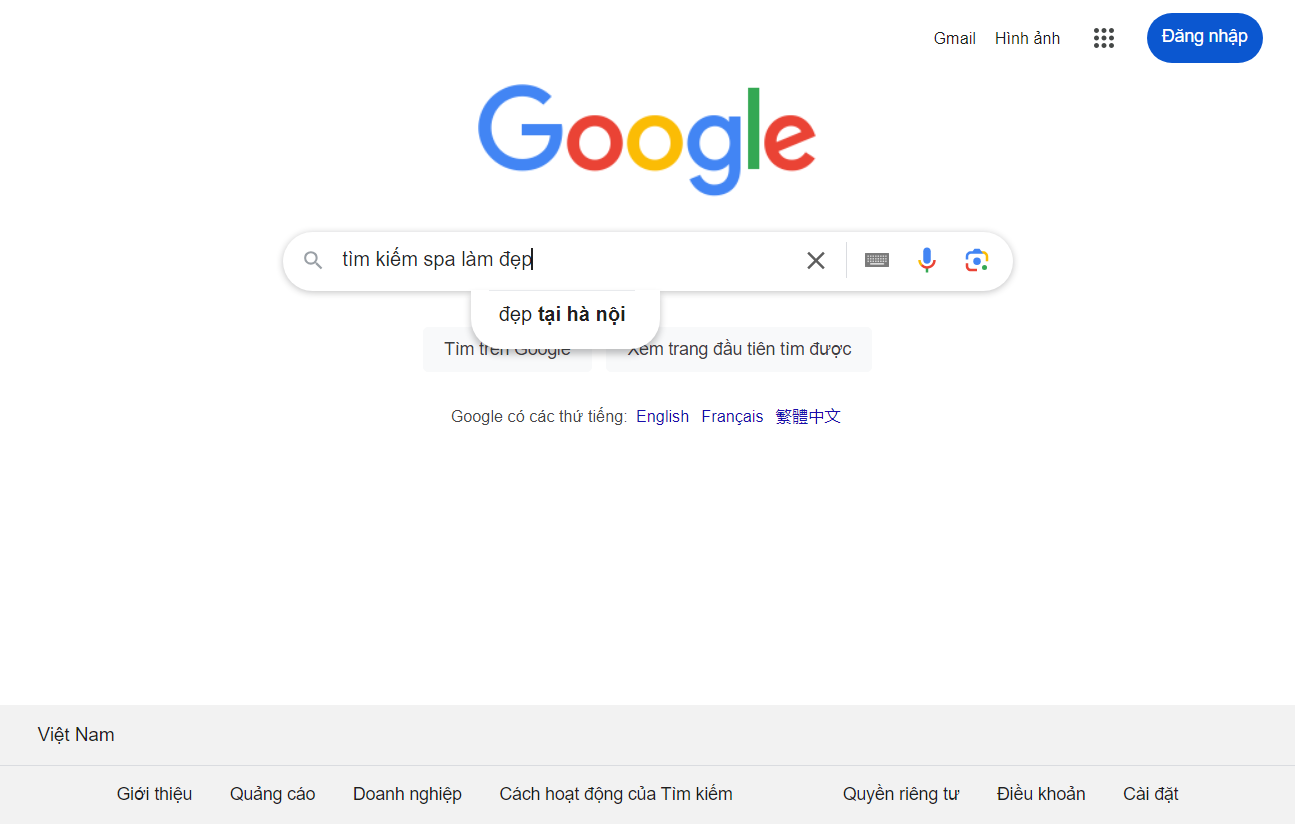 Gmail Hình ảnh Đăng nhập
Google
tìm kiếm spa làm đẹp
đẹp tại hà nội
Tìm trên Google Xem trang đầu tiên tìm được
Google có các thứ tiếng: English Français 繁體中文
Việt Nam
Giới thiệu Quảng cáo Doanh nghiệp Cách hoạt động của Tìm kiếm Quyền riêng tư Điều khoản Cài đặt